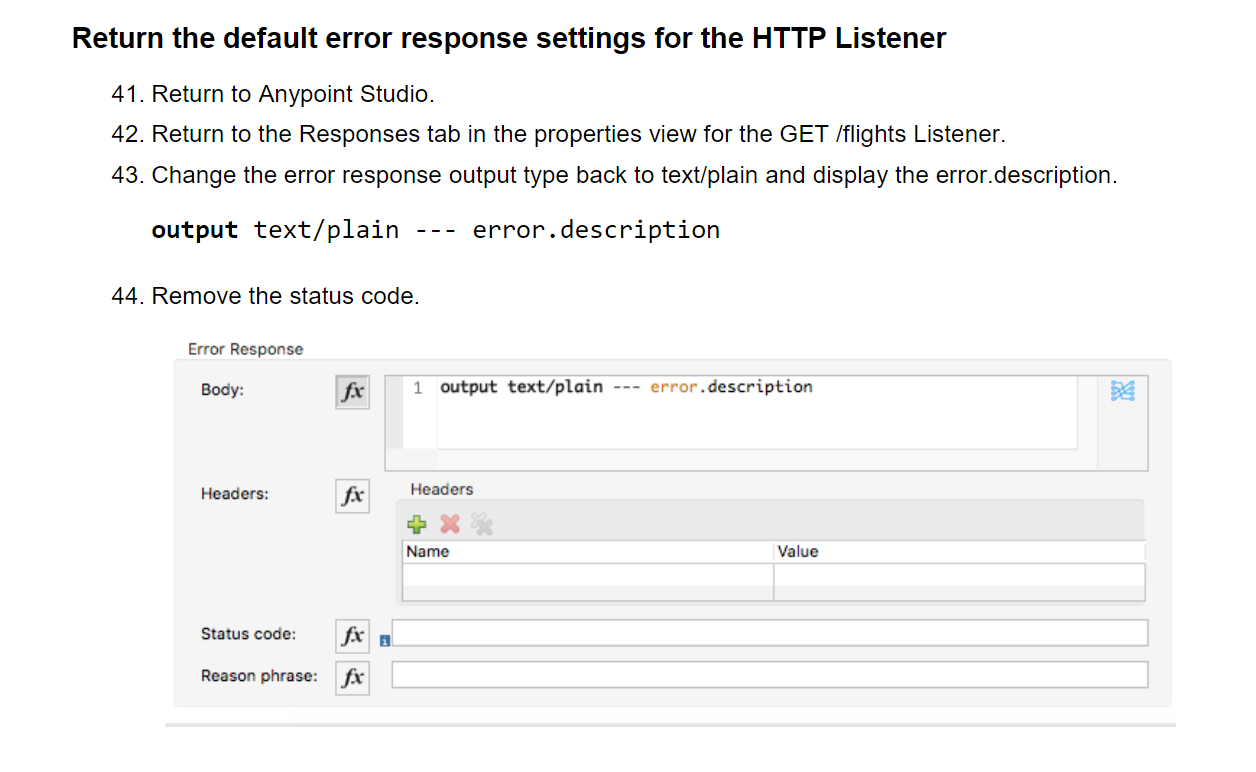 Return the default error response settings for the HTTP Listener
41. Return to Anypoint Studio.
42. Return to the Responses tab in the properties view for the GET /flights Listener.
43. Change the error response output type back to text/plain and display the error.description.
output text/plain --- error.description
44. Remove the status code.
Error Response
Body: fx 1 output text/plain --- error.description
Headers: fx Headers
Name Value
Status code: fx i
Reason phrase: fx